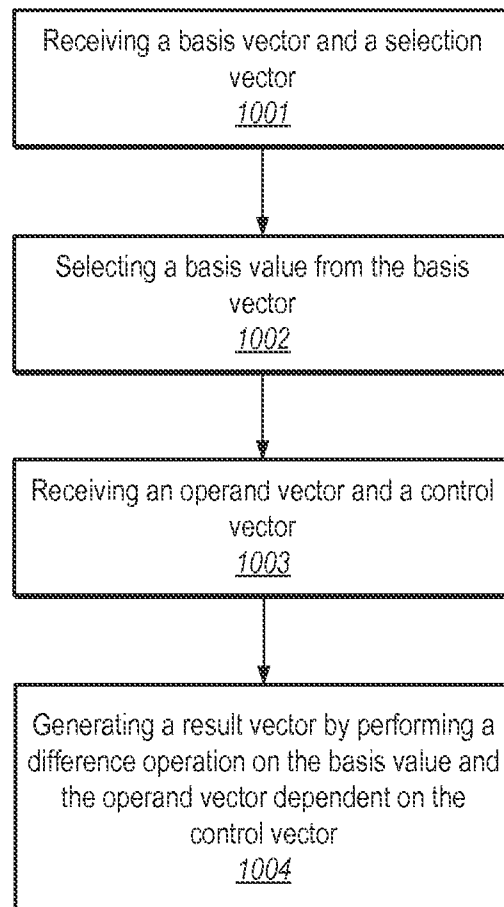 Receiving a basis vector and a selection
vector
1001
Selecting a basis value from the basis
vector
1002
Receiving an operand vector and a control
vector
1003
Generating a result vector by performing a
difference operation on the basis value and
the operand vector dependent on the
control vector
1004